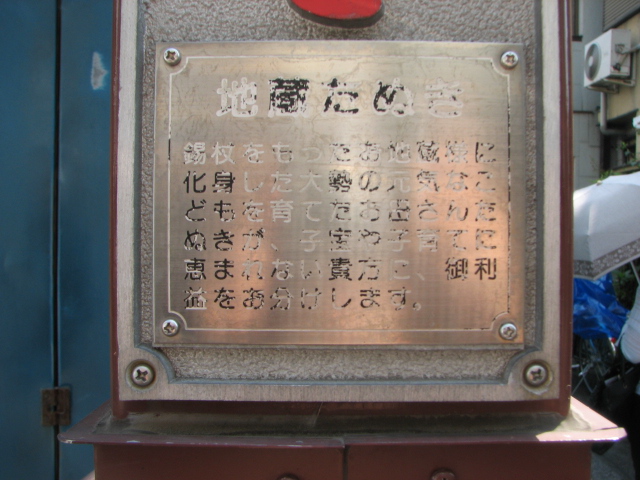 地蔵たぬき
錫杖をもったお地蔵様に
化身した大勢の元気なこ
どもを育てたお母さんた
ぬきが、子宝や子育てに
恵まれない貴方に、御利
益をお分けします。